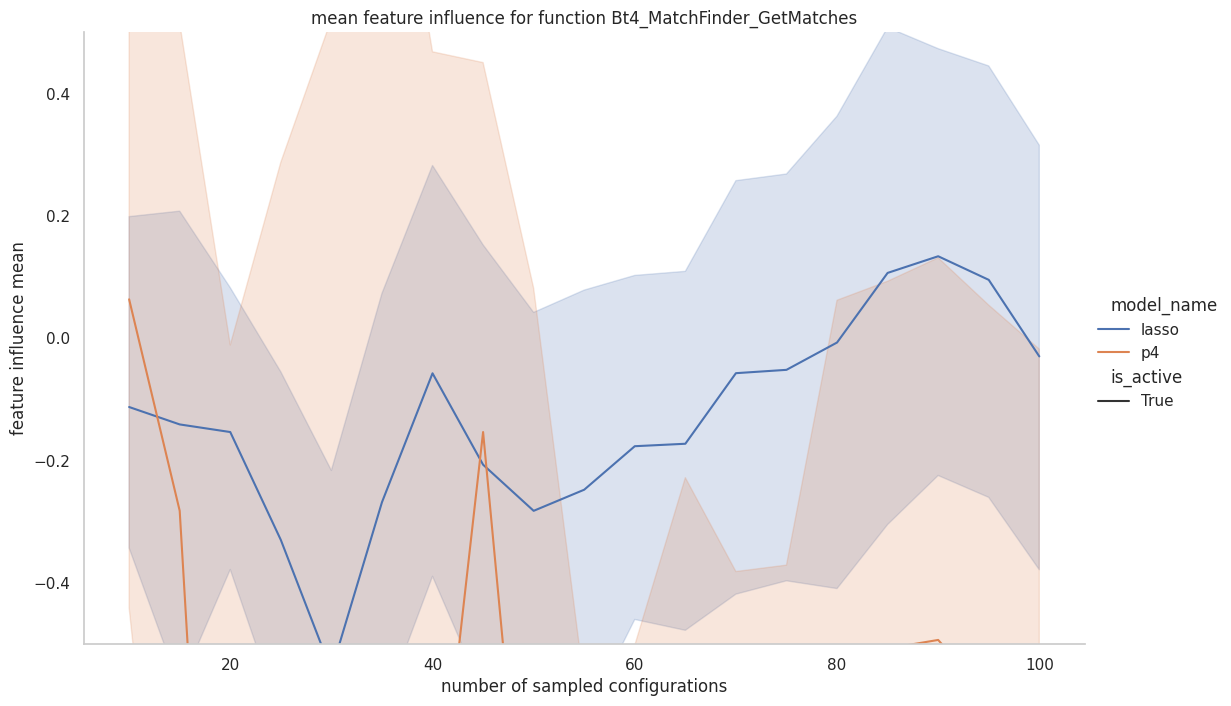 mean feature influence for function Bt4_MatchFinder_GetMatches
feature influence mean
0.4
0.2
0.0
−0.2
−0.4
20
40
60
80
100
number of sampled configurations
model_name
lasso
p4
is_active
True